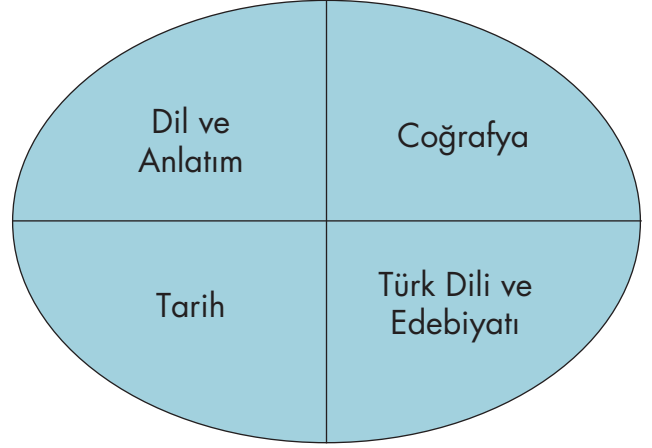 Dil ve
Anlatım
Coğrafya
Tarih
Türk Dili ve
Edebiyatı